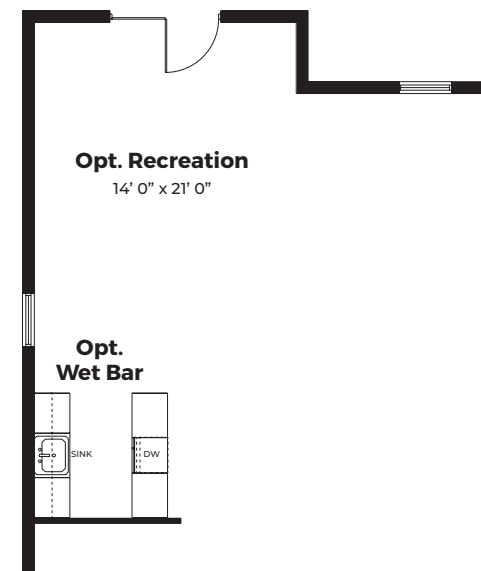 Opt. Recreation
14’ 0” x 21’ 0”
Opt.
Wet Bar
SINK
DW